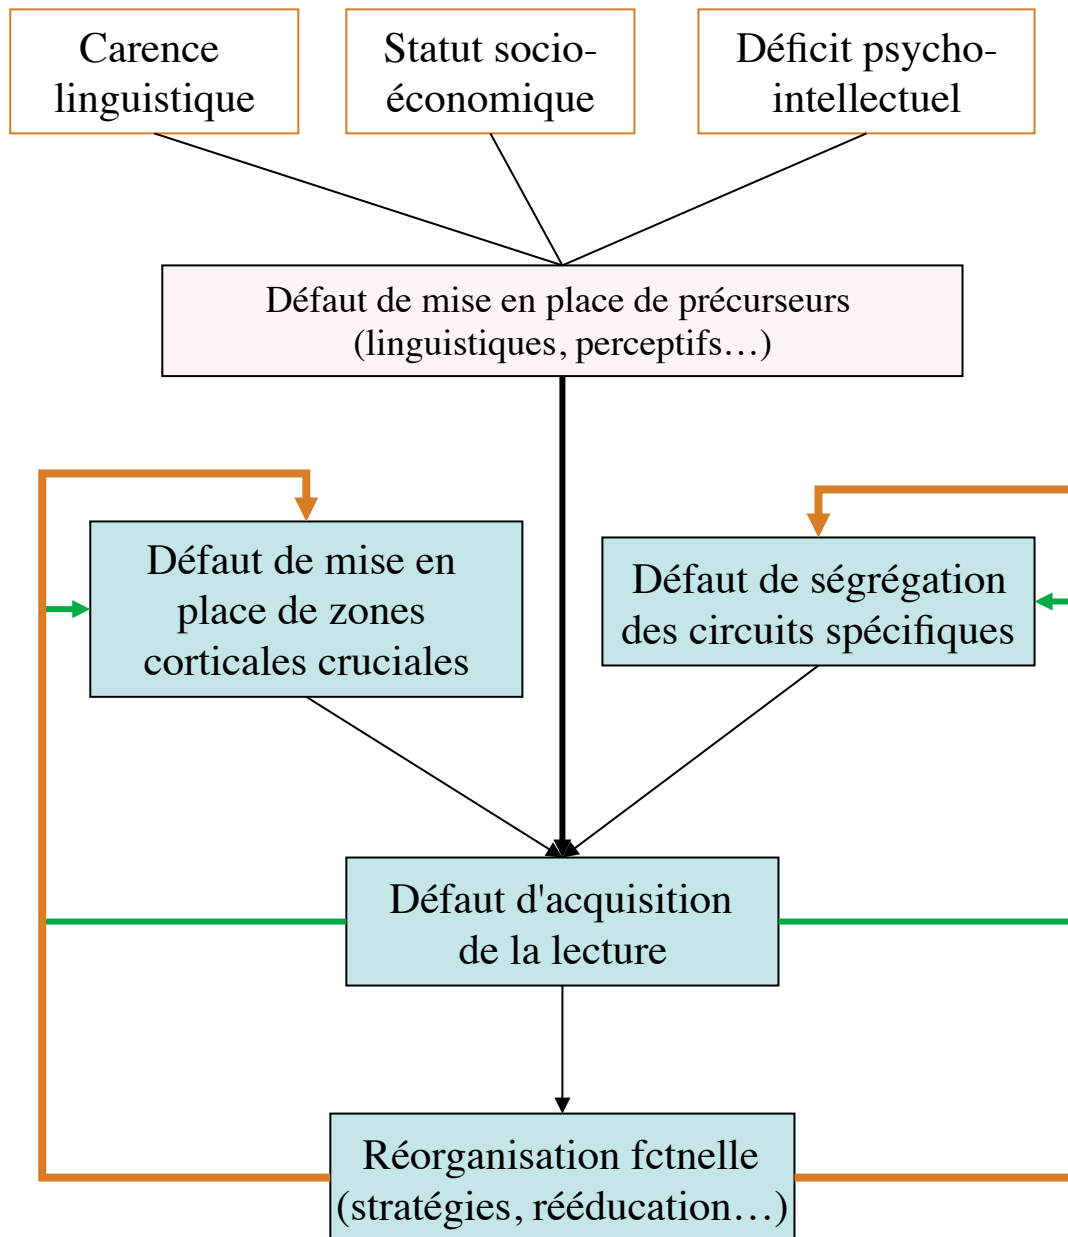 Carence
linguistique
Statut socio-
économique
Déficit psycho-
intellectuel
Défaut de mise en place de précurseurs
(linguistiques, perceptifs…)
Défaut de mise en
place de zones
corticales cruciales
Défaut de ségrégation
des circuits spécifiques
Défaut d'acquisition
de la lecture
Réorganisation fctnelle
(stratégies, rééducation…)